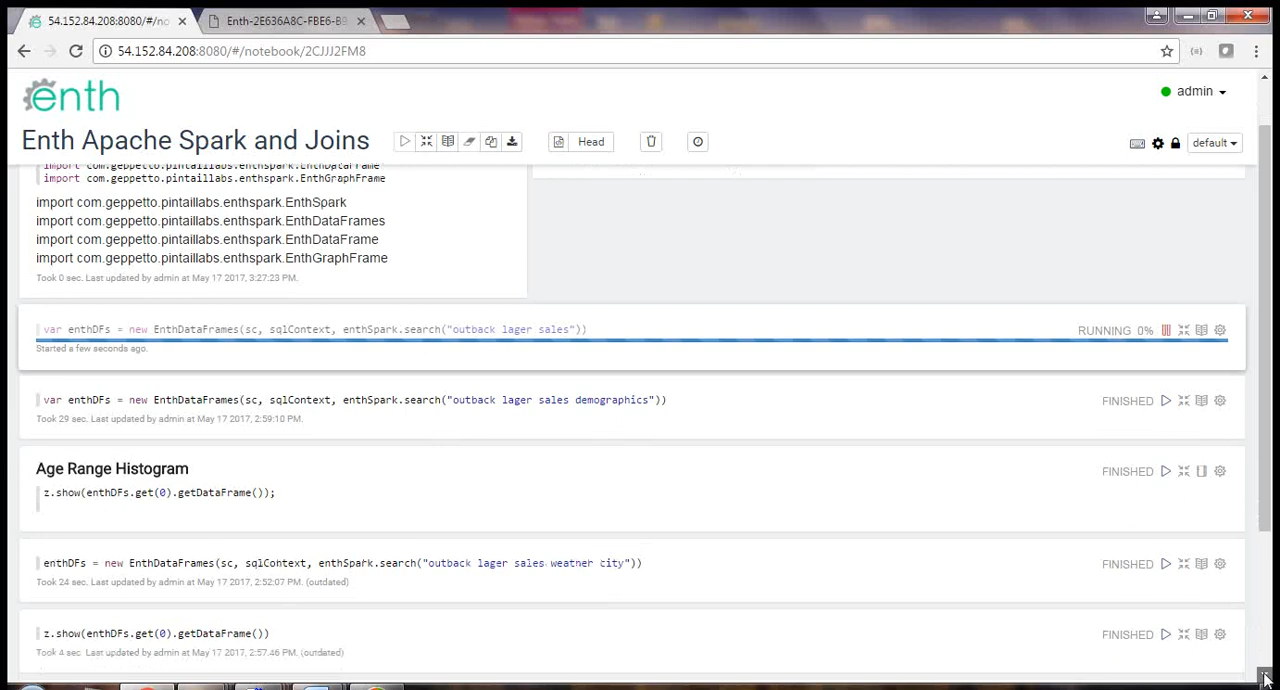 54.152.84.208:8080/#/no
Enth-2E636A8C-FBE6-B9
54.152.84.208:8080/#/notebook/2CJJJ2FM8
enth
admin
Enth Apache Spark and Joins
Head
default
import com.geppetto.pintaillabs.enthspark.EnthDataFrame
import com.geppetto.pintaillabs.enthspark.EnthGraphFrame
import com.geppetto.pintaillabs.enthspark.EnthSpark
import com.geppetto.pintaillabs.enthspark.EnthDataFrames
import com.geppetto.pintaillabs.enthspark.EnthDataFrame
import com.geppetto.pintaillabs.enthspark.EnthGraphFrame
Took 0 sec. Last updated by admin at May 17 2017, 3:27:23 PM.
var enthDFs = new EnthDataFrames(sc, sqlContext, enthSpark.search("outback lager sales"))
RUNNING 0%
Started a few seconds ago.
var enthDFs = new EnthDataFrames(sc, sqlContext, enthSpark.search("outback lager sales demographics"))
FINISHED
Took 29 sec. Last updated by admin at May 17 2017, 2:59:10 PM.
Age Range Histogram
FINISHED
z.show(enthDFs.get(0).getDataFrame());
enthDFs = new EnthDataFrames(sc, sqlContext, enthSpark.search("outback lager sales weather city"))
FINISHED
Took 24 sec. Last updated by admin at May 17 2017, 2:52:07 PM. (outdated)
z.show(enthDFs.get(0).getDataFrame())
FINISHED
Took 4 sec. Last updated by admin at May 17 2017, 2:57:46 PM. (outdated)